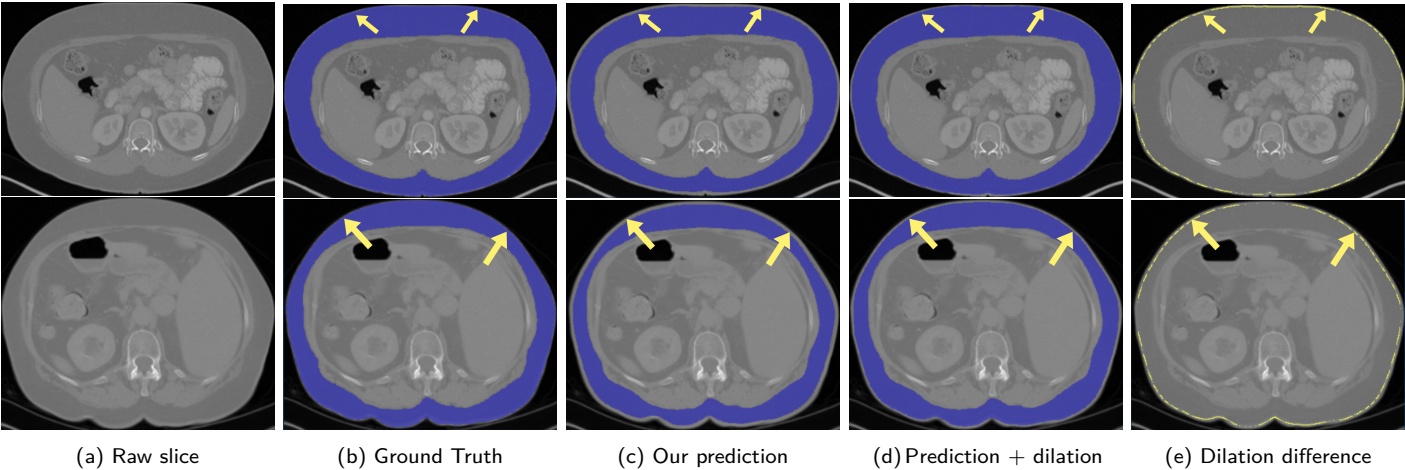 (a) Raw slice
(b) Ground Truth
(c) Our prediction
(d) Prediction + dilation
(e) Dilation difference